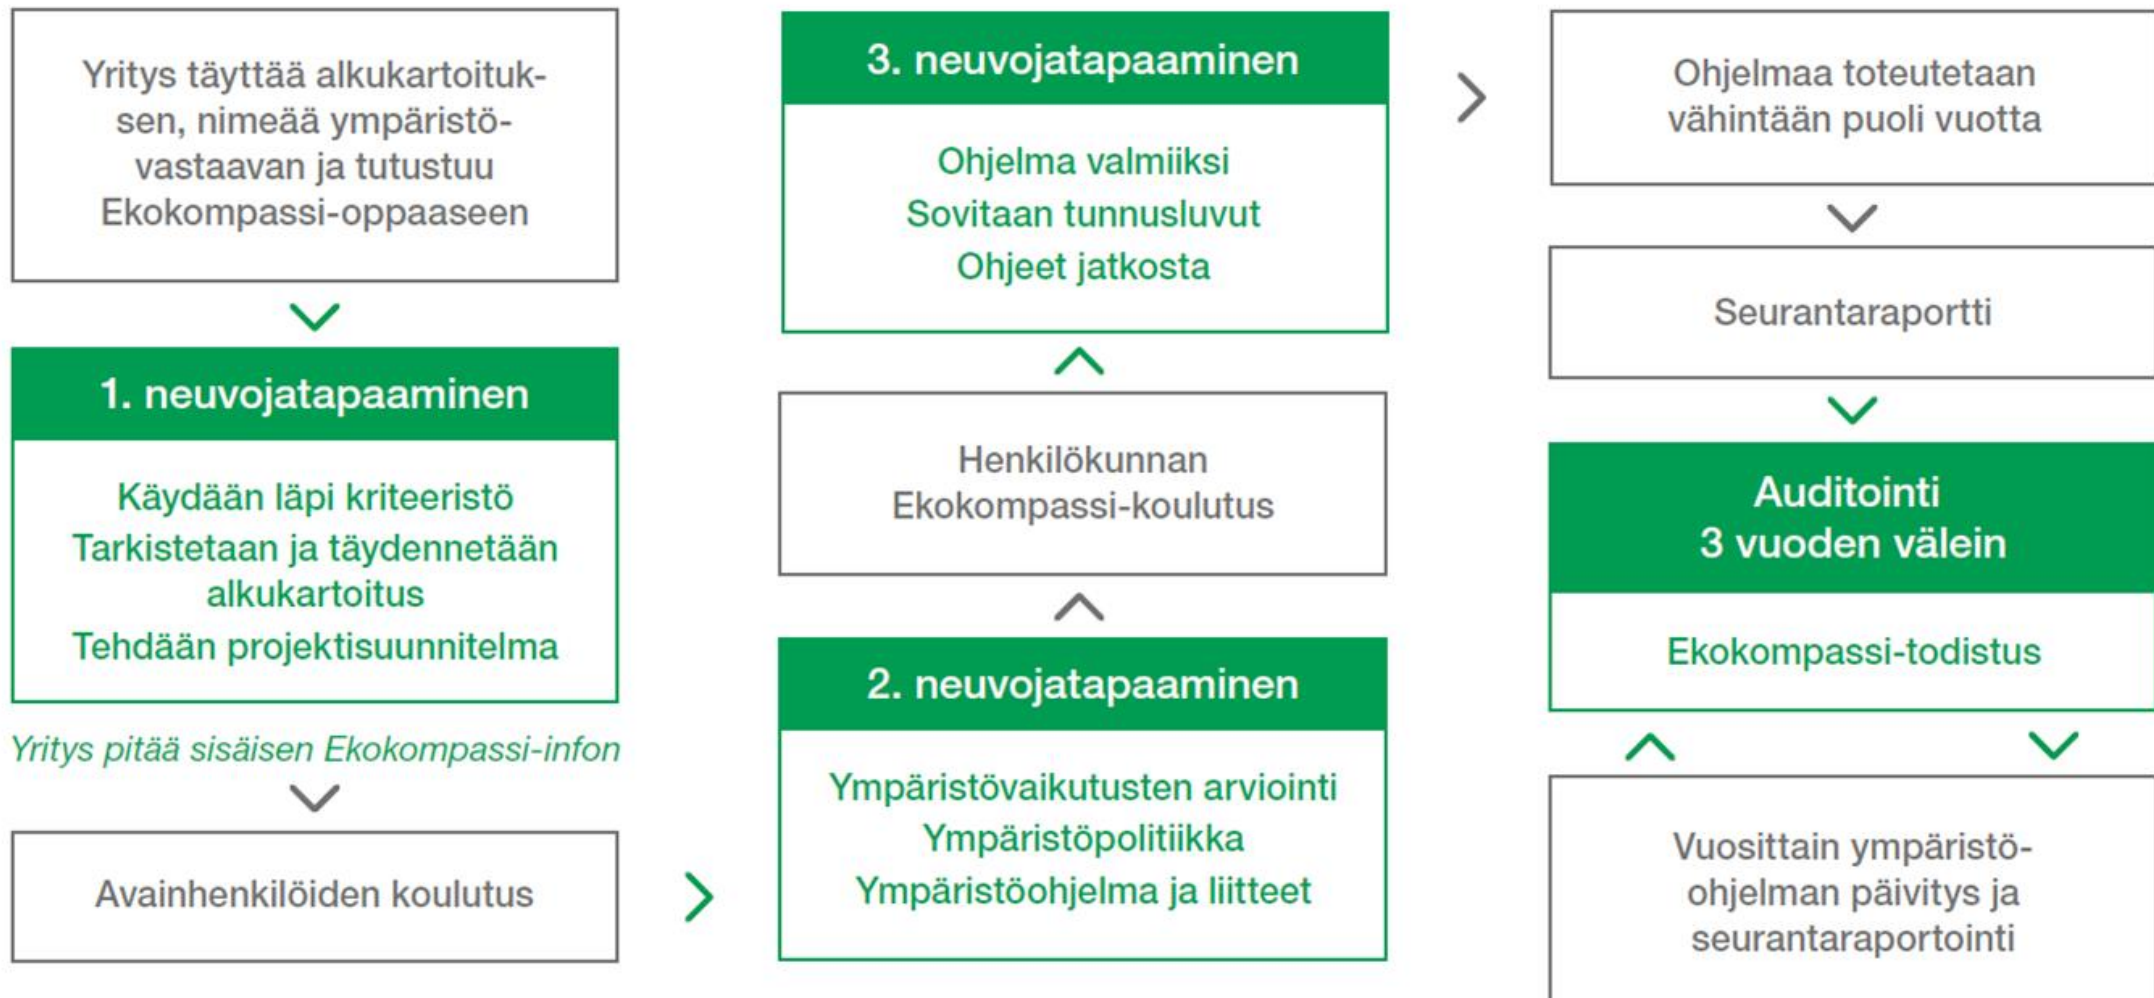 Yritys täyttää alkukartoituk-
sen, nimeää ympäristö-
vastaavan ja tutustuu
Ekokompassi-oppaaseen
1. neuvojatapaaminen
Käydään läpi kriteeristö
Tarkistetaan ja täydennetään
alkukartoitus
Tehdään projektisuunnitelma
Yritys pitää sisäisen Ekokompassi-infon
Avainhenkilöiden koulutus
2. neuvojatapaaminen
Ympäristövaikutusten arviointi
Ympäristöpolitiikka
Ympäristöohjelma ja liitteet
Henkilökunnan
Ekokompassi-koulutus
3. neuvojatapaaminen
Ohjelma valmiiksi
Sovitaan tunnusluvut
Ohjeet jatkosta
Ohjelmaa toteutetaan
vähintään puoli vuotta
Seurantaraportti
Auditointi
3 vuoden välein
Ekokompassi-todistus
Vuosittain ympäristö-
ohjelman päivitys ja
seurantaraportointi